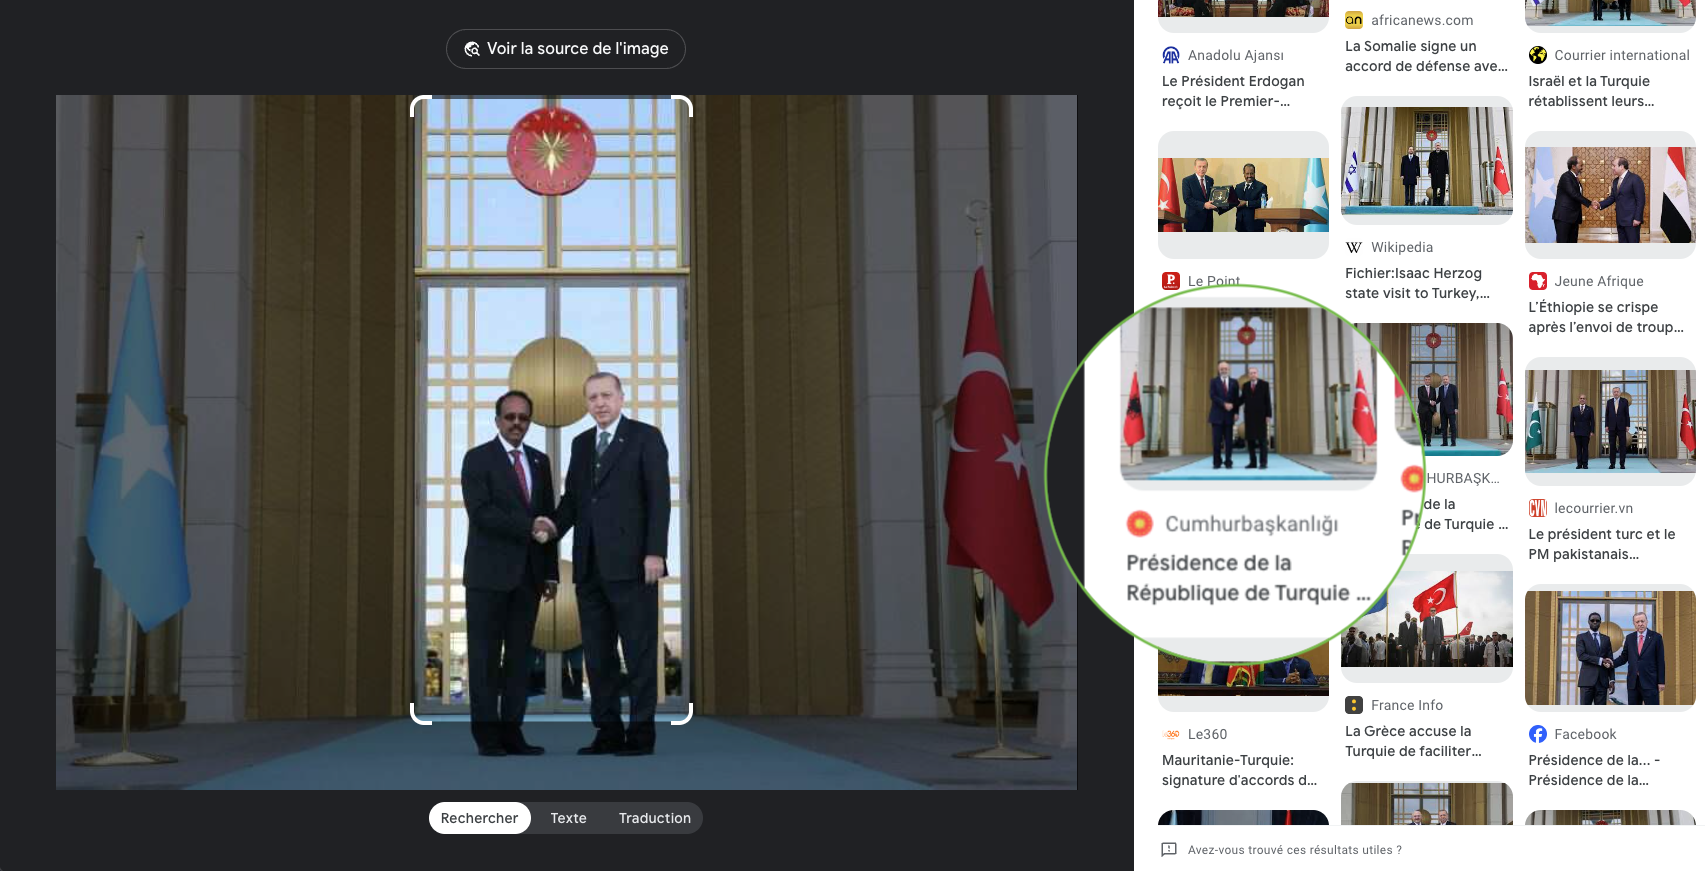 Voir la source de l'image
Rechercher
Texte
Traduction
Anadolu Ajansı
Le Président Erdogan
reçoit le Premier-...
Le Point
Cumhurbaşkanlığı
Présidence de la
République de Turquie ...
Le360
Mauritanie-Turquie:
signature d'accords d...
africanews.com
La Somalie signe un
accord de défense ave...
Wikipedia
Fichier:Isaac Herzog
state visit to Turkey,...
HURBAŞK...
de la
de Turquie ...
France Info
La Grèce accuse la
Turquie de faciliter...
Courrier international
Israël et la Turquie
rétablissent leurs...
Jeune Afrique
L'Éthiopie se crispe
après l'envoi de troup...
lecourrier.vn
Le président turc et le
PM pakistanais...
Facebook
Présidence de la... -
Présidence de la...
Avez-vous trouvé ces résultats utiles ?